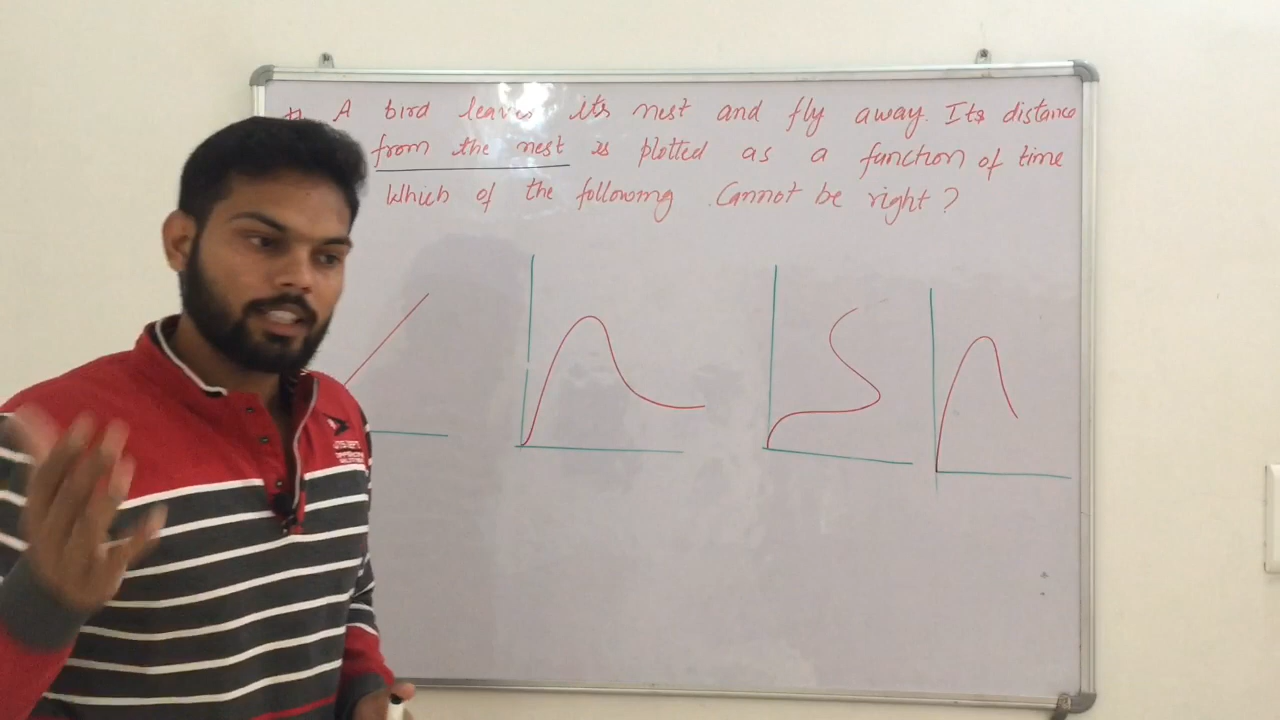 A bird leaves its nest and fly away. Its distance
from the nest is plotted as a function of time
Which of the following Cannot be right ?